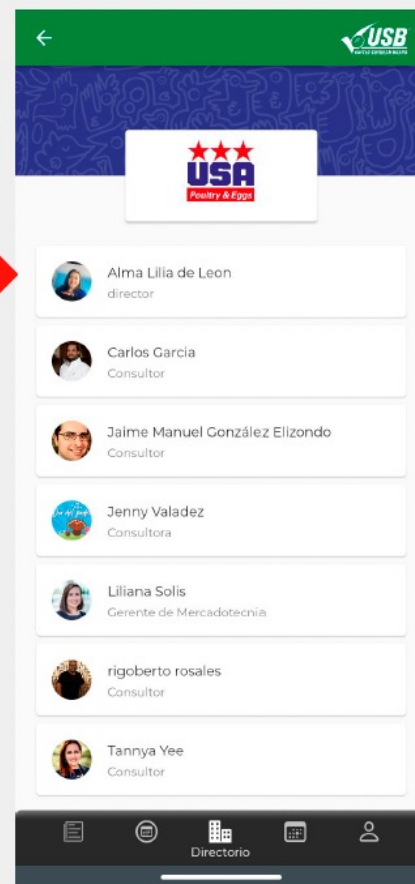 USB
USA
Poultry & Eggs
Alma Lilia de Leon
director
Carlos Garcia
Consultor
Jaime Manuel González Elizondo
Consultor
Jenny Valadez
Consultora
Liliana Solis
Gerente de Mercadotecnia
rigoberto rosales
Consultor
Tannya Yee
Consultor
Directorio